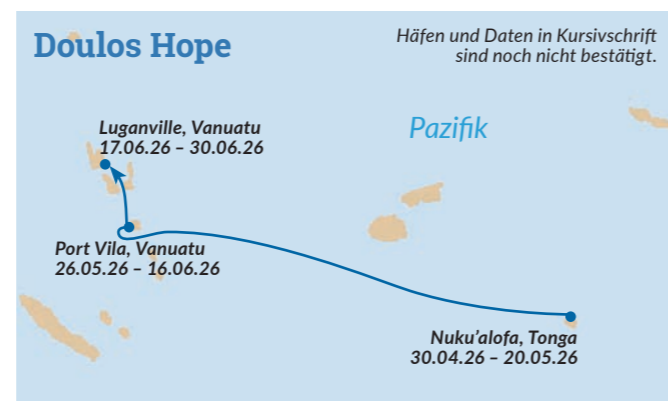 Doulos Hope
Häfen und Daten in Kursivschrift
sind noch nicht bestätigt.
Pazifik
Luganville, Vanuatu
17.06.26 – 30.06.26
Port Vila, Vanuatu
26.05.26 – 16.06.26
Nuku’alofa, Tonga
30.04.26 – 20.05.26